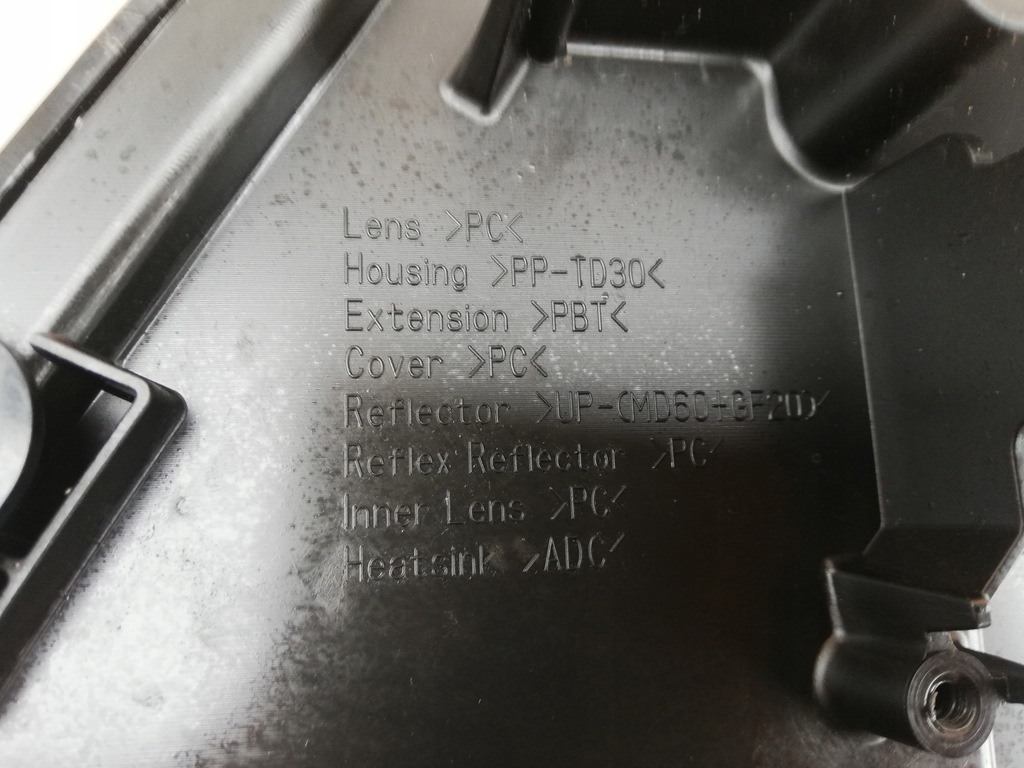 Lens >PC<
Housing >PP-TD30<
Extension >PBT<
Cover >PC<
Reflector >UP-(MD60+GF20)<
Reflex Reflector >PC<
Inner Lens >PC<
Heatsink >ADC<